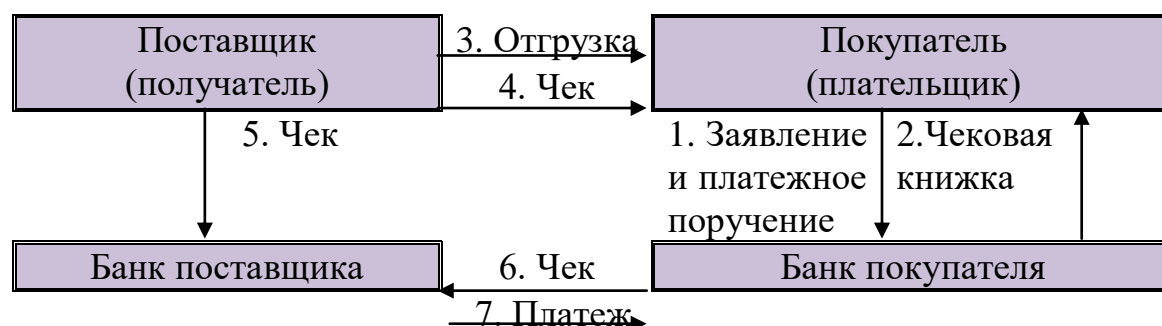 Поставщик
(получатель)
3. Отгрузка
4. Чек
Покупатель
(плательщик)
5. Чек
1. Заявление
и платежное
поручение
2.Чековая
книжка
Банк поставщика
6. Чек
7. Платеж
Банк покупателя